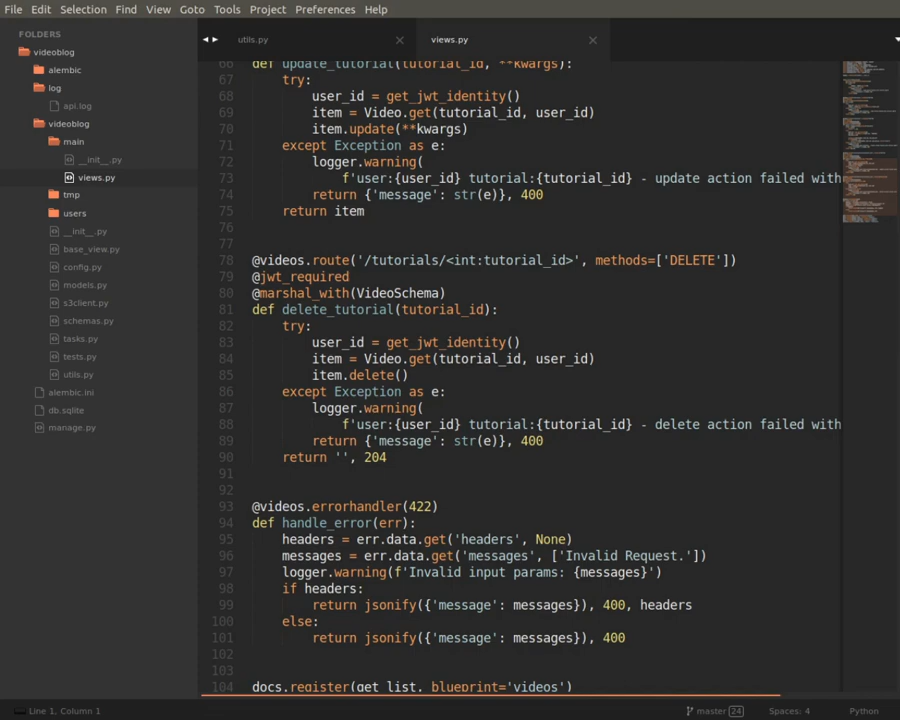 File Edit Selection Find View Goto Tools Project Preferences Help
FOLDERS
videoblog
alembic
log
api.log
videoblog
main
__init__.py
views.py
tmp
users
__init__.py
base_view.py
config.py
models.py
s3client.py
schemas.py
tasks.py
tests.py
utils.py
alembic.ini
db.sqlite
manage.py
utils.py views.py
66 def update_tutorial(tutorial_id, **kwargs):
67 try:
68 user_id = get_jwt_identity()
69 item = Video.get(tutorial_id, user_id)
70 item.update(**kwargs)
71 except Exception as e:
72 logger.warning(
73 f'user:{user_id} tutorial:{tutorial_id} - update action failed with
74 return {'message': str(e)}, 400
75 return item
76
77
78 @videos.route('/tutorials/<int:tutorial_id>', methods=['DELETE'])
79 @jwt_required
80 @marshal_with(VideoSchema)
81 def delete_tutorial(tutorial_id):
82 try:
83 user_id = get_jwt_identity()
84 item = Video.get(tutorial_id, user_id)
85 item.delete()
86 except Exception as e:
87 logger.warning(
88 f'user:{user_id} tutorial:{tutorial_id} - delete action failed with
89 return {'message': str(e)}, 400
90 return '', 204
91
92
93 @videos.errorhandler(422)
94 def handle_error(err):
95 headers = err.data.get('headers', None)
96 messages = err.data.get('messages', ['Invalid Request.'])
97 logger.warning(f'Invalid input params: {messages}')
98 if headers:
99 return jsonify({'message': messages}), 400, headers
100 else:
101 return jsonify({'message': messages}), 400
102
103
104 docs.register(get_list, blueprint='videos')
Line 1, Column 1 master 24 Spaces: 4 Python